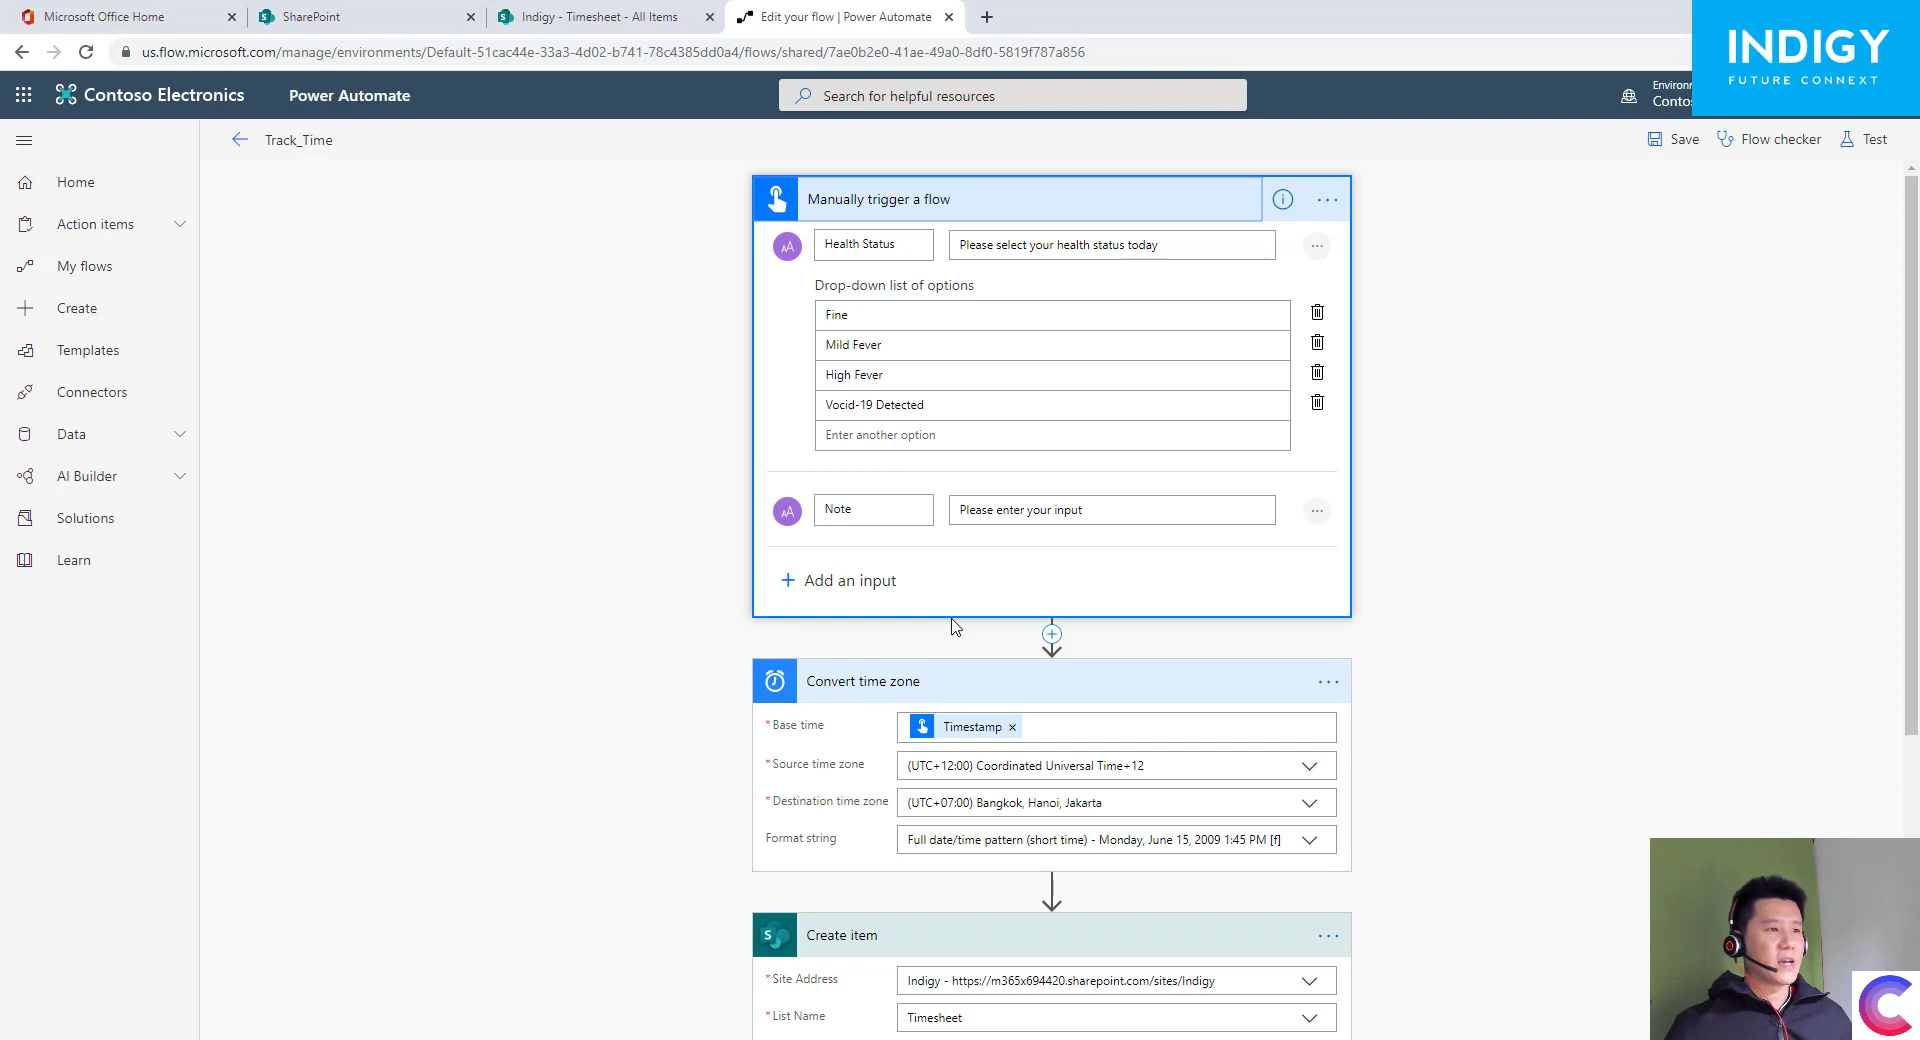 Microsoft Office Home
SharePoint
Indigy - Timesheet - All Items
Edit your flow | Power Automate
us.flow.microsoft.com/manage/environments/Default-51cac44e-33a3-4d02-b741-78c4385dd0a4/flows/shared/7ae0b2e0-41ae-49a0-8df0-5819f787a856
INDIGY
FUTURE CONNEXT
Contoso Electronics
Power Automate
Search for helpful resources
Environr
Conto
Track_Time
Save
Flow checker
Test
Home
Action items
My flows
Create
Templates
Connectors
Data
AI Builder
Solutions
Learn
Manually trigger a flow
Health Status
Please select your health status today
Drop-down list of options
Fine
Mild Fever
High Fever
Vocid-19 Detected
Enter another option
Note
Please enter your input
Add an input
Convert time zone
*Base time
Timestamp
*Source time zone
(UTC+12:00) Coordinated Universal Time+12
*Destination time zone
(UTC+07:00) Bangkok, Hanoi, Jakarta
Format string
Full date/time pattern (short time) - Monday, June 15, 2009 1:45 PM [f]
Create item
*Site Address
Indigy - https://m365x694420.sharepoint.com/sites/Indigy
*List Name
Timesheet